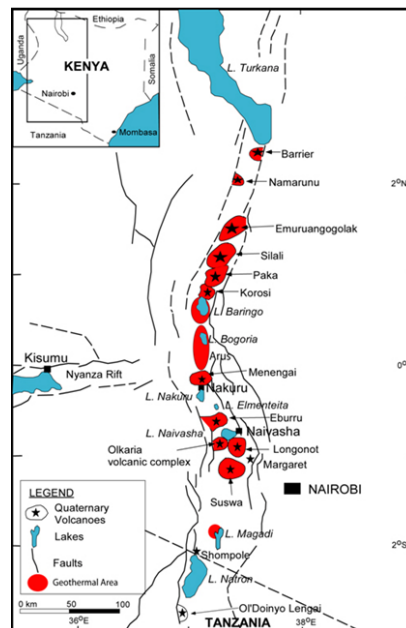 Ethiopia
Uganda
KENYA
Somalia
Nairobi
Tanzania
Mombasa
L. Turkana
Barrier
2°N
Namarunu
Emuruangogolak
Silali
Paka
Korosi
L. Baringo
L. Bogoria
Arus
0°
Kisumu
Nyanza Rift
Menengai
Nakuru
L. Nakuru
L. Elmenteita
Eburru
L. Naivasha
Naivasha
Olkaria
volcanic complex
Longonot
Margaret
Suswa
NAIROBI
LEGEND
Quaternary
Volcanoes
Lakes
Faults
Geothermal Area
L. Magadi
2°S
Shompole
L. Natron
0 km 50 100
Ol'Doinyo Lengai
36°E
TANZANIA
38°E